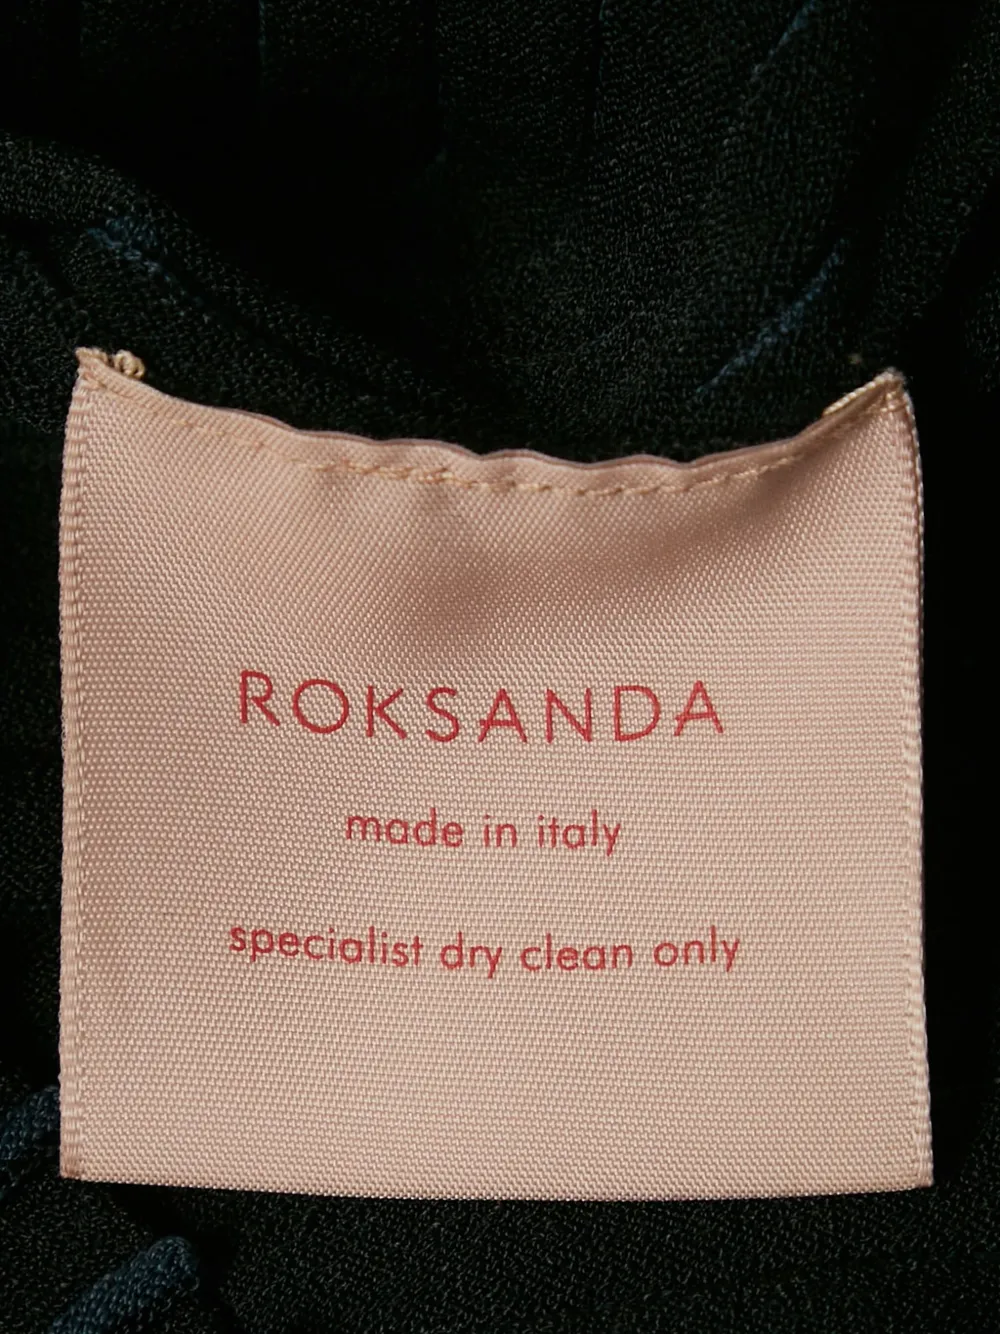 ROKSANDA
made in italy
specialist dry clean only